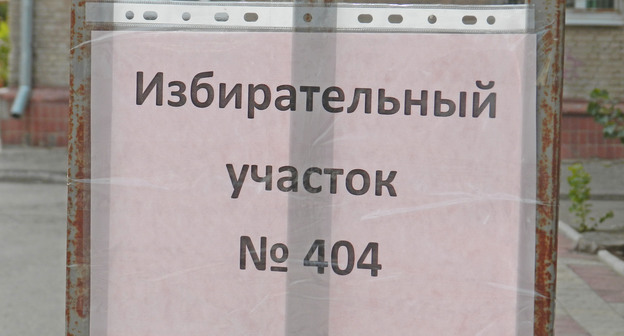 Избирательный
участок
№ 404